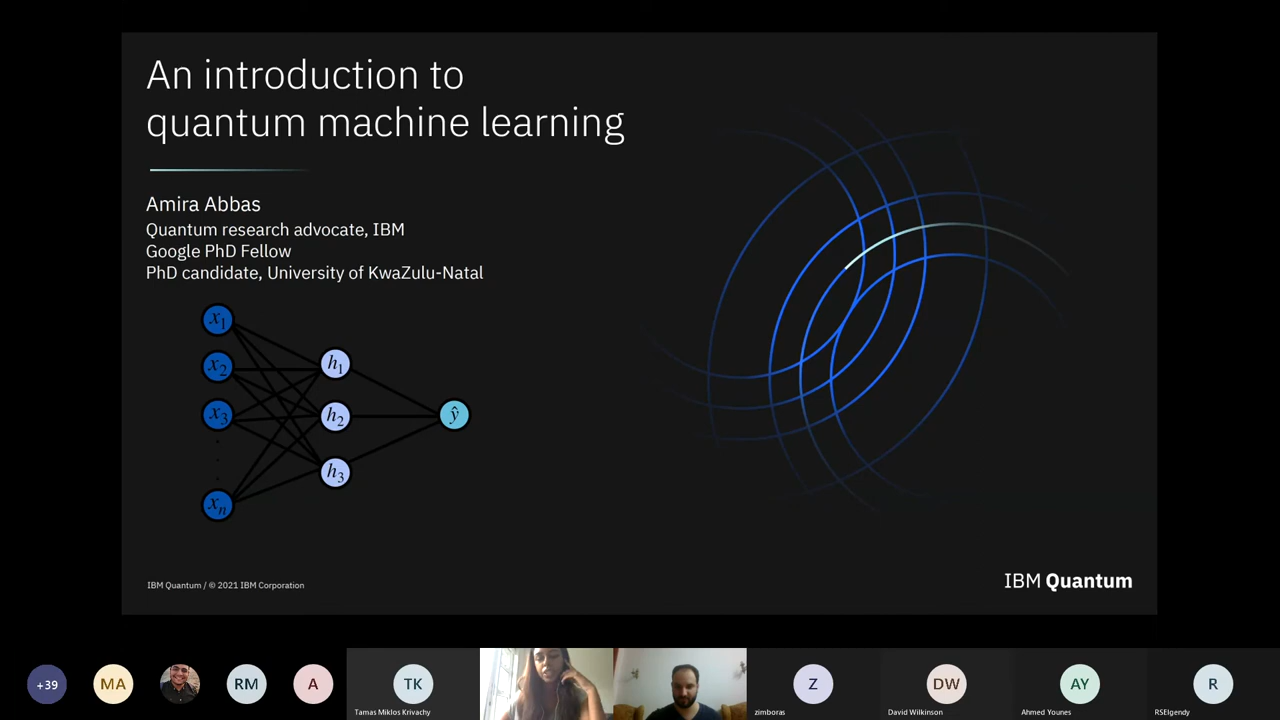 An introduction to
quantum machine learning
Amira Abbas
Quantum research advocate, IBM
Google PhD Fellow
PhD candidate, University of KwaZulu-Natal
x1
x2
x3
xn
h1
h2
h3
ŷ
IBM Quantum / © 2021 IBM Corporation
IBM Quantum
+39
MA
RM
A
TK
Tamas Miklos Krivachy
Z
zimboras
DW
David Wilkinson
AY
Ahmed Younes
R
RSElgendy